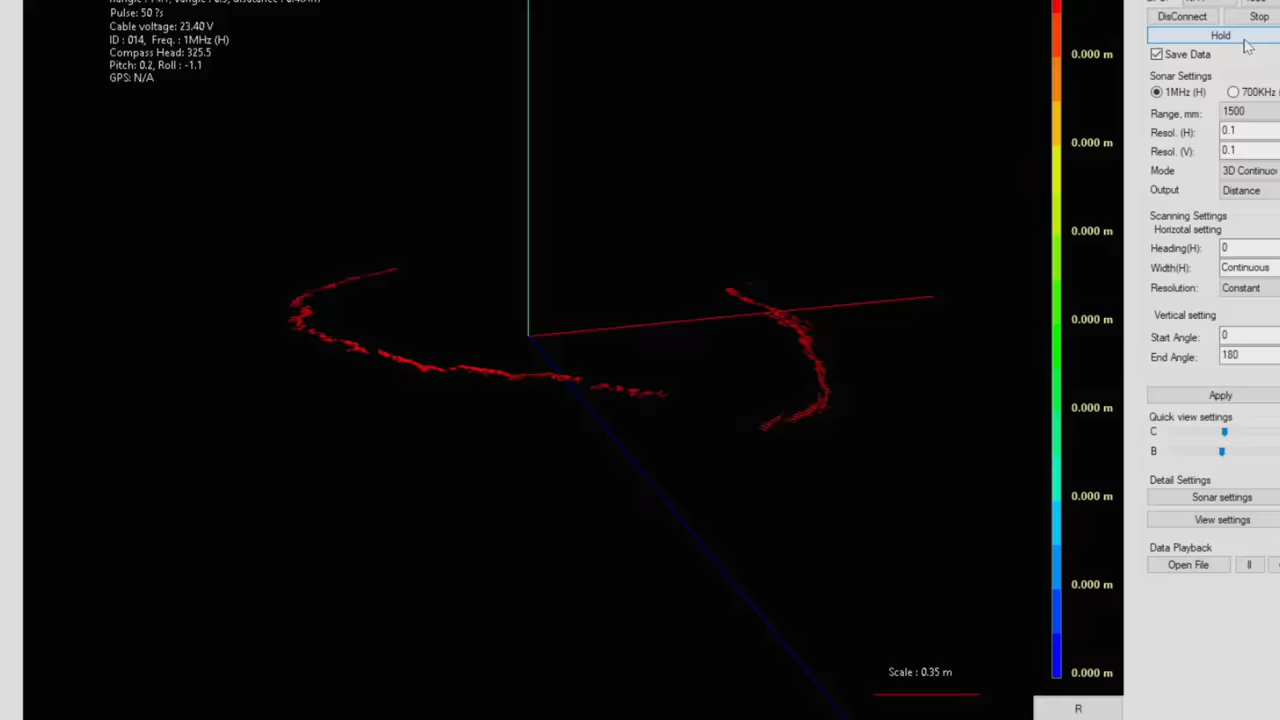 Pulse: 50 ?s
Cable voltage: 23.40 V
ID : 014, Freq. : 1MHz (H)
Compass Head: 325.5
Pitch: 0.2, Roll : -1.1
GPS: N/A
0.000 m
0.000 m
0.000 m
0.000 m
0.000 m
0.000 m
0.000 m
0.000 m
Scale : 0.35 m
R
DisConnect
Stop
Hold
Save Data
Sonar Settings
1MHz (H)
700KHz
Range, mm:
1500
Resol. (H):
0.1
Resol. (V):
0.1
Mode
3D Continuo
Output
Distance
Scanning Settings
Horizotal setting
Heading(H):
0
Width(H):
Continuous
Resolution:
Constant
Vertical setting
Start Angle:
0
End Angle:
180
Apply
Quick view settings
C
B
Detail Settings
Sonar settings
View settings
Data Playback
Open File
II